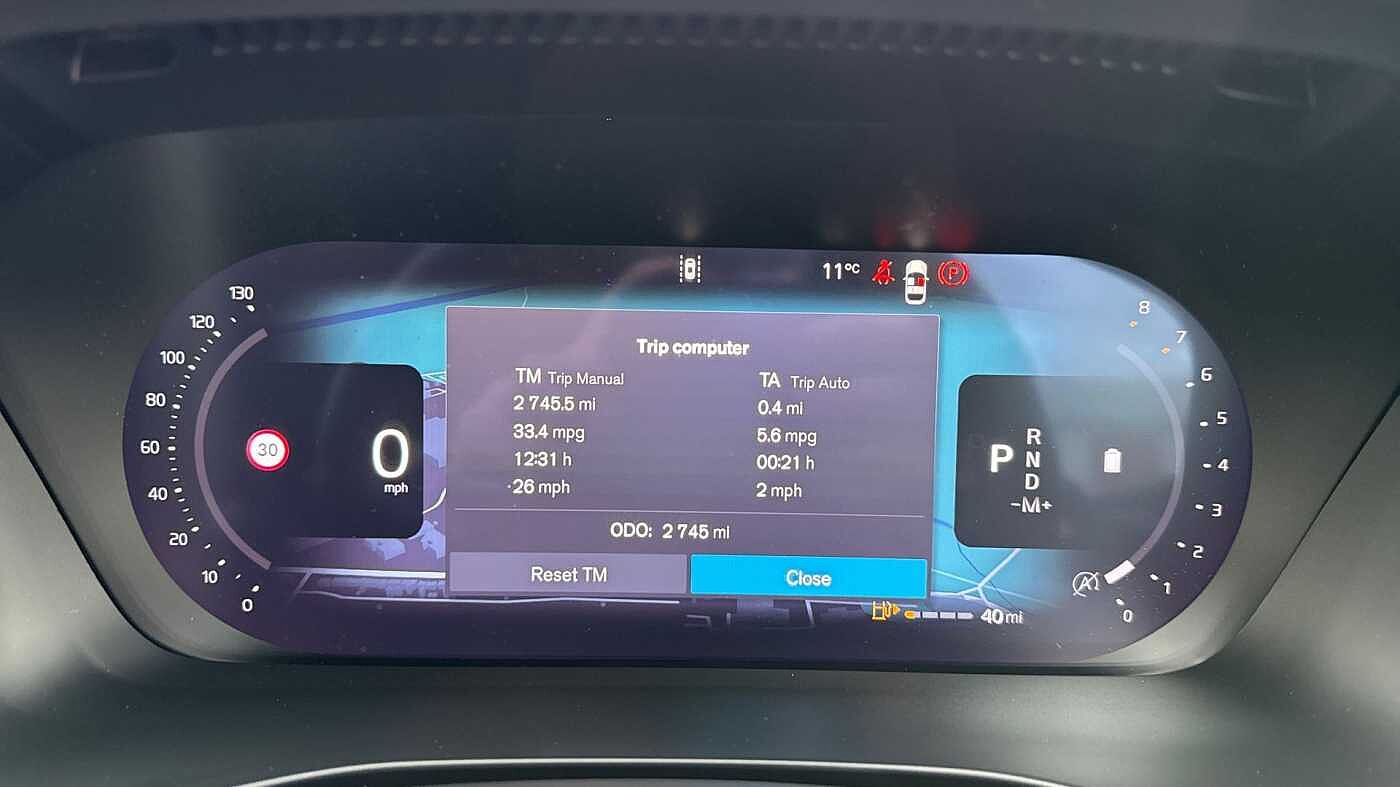 11°C
P
Trip computer
TM Trip Manual
2 745.5 mi
33.4 mpg
12:31 h
26 mph
TA Trip Auto
0.4 mi
5.6 mpg
00:21 h
2 mph
ODO: 2 745 mi
Reset TM
Close
130
120
100
80
60
40
20
10
0
30
0
mph
P
R
N
D
-M+
8
7
6
5
4
3
2
1
0
A
40 mi